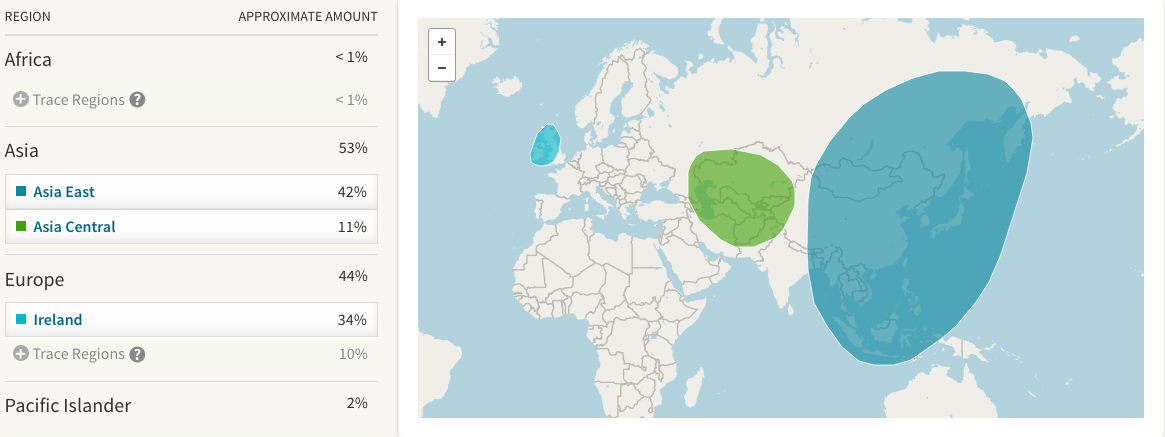 REGION APPROXIMATE AMOUNT
Africa < 1%
Trace Regions ? < 1%
Asia 53%
Asia East 42%
Asia Central 11%
Europe 44%
Ireland 34%
Trace Regions ? 10%
Pacific Islander 2%
+
−